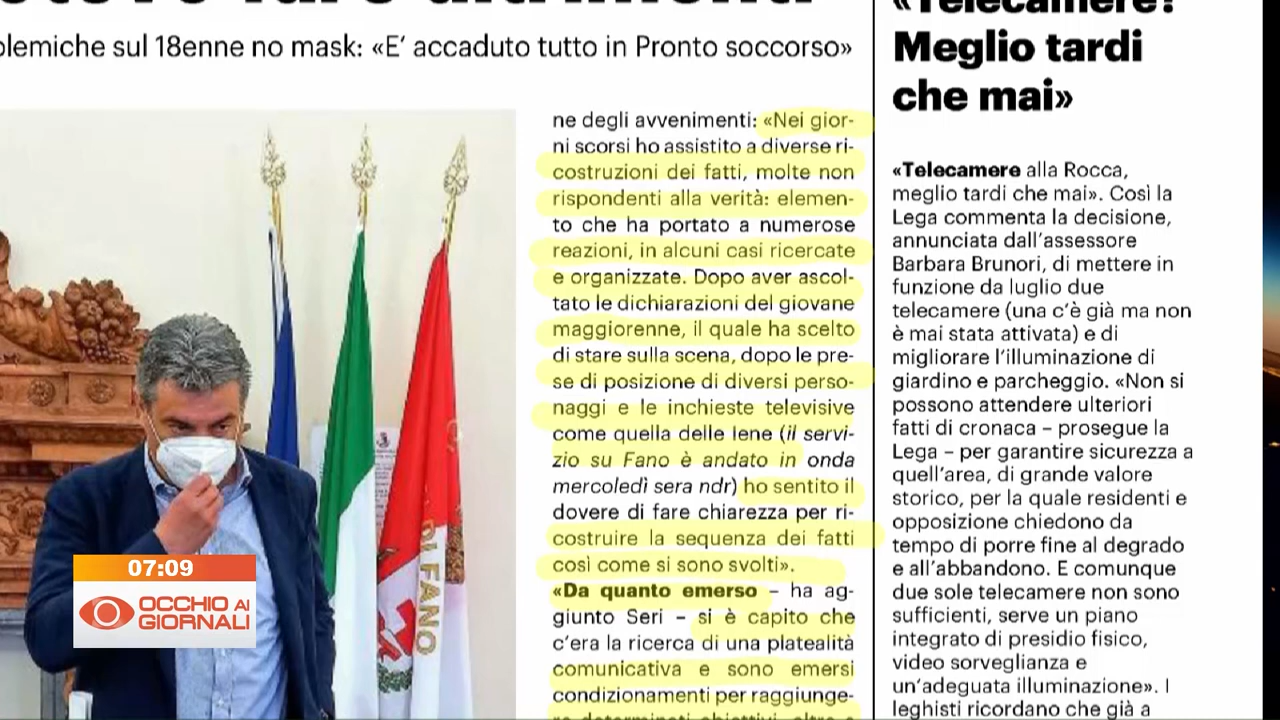 olemiche sul 18enne no mask: «E’ accaduto tutto in Pronto soccorso»
ne degli avvenimenti: «Nei gior-
ni scorsi ho assistito a diverse ri-
costruzioni dei fatti, molte non
rispondenti alla verità: elemen-
to che ha portato a numerose
reazioni, in alcuni casi ricercate
e organizzate. Dopo aver ascol-
tato le dichiarazioni del giovane
maggiorenne, il quale ha scelto
di stare sulla scena, dopo le pre-
se di posizione di diversi perso-
naggi e le inchieste televisive
come quella delle Iene (il servi-
zio su Fano è andato in onda
mercoledì sera ndr) ho sentito il
dovere di fare chiarezza per ri-
costruire la sequenza dei fatti
così come si sono svolti».
«Da quanto emerso – ha ag-
giunto Seri – si è capito che
c’era la ricerca di una platealità
comunicativa e sono emersi
condizionamenti per raggiunge-
re determinati obiettivi, oltre a
«Telecamere?
Meglio tardi
che mai»
«Telecamere alla Rocca,
meglio tardi che mai». Così la
Lega commenta la decisione,
annunciata dall’assessore
Barbara Brunori, di mettere in
funzione da luglio due
telecamere (una c’è già ma non
è mai stata attivata) e di
migliorare l’illuminazione di
giardino e parcheggio. «Non si
possono attendere ulteriori
fatti di cronaca – prosegue la
Lega – per garantire sicurezza a
quell’area, di grande valore
storico, per la quale residenti e
opposizione chiedono da
tempo di porre fine al degrado
e all’abbandono. E comunque
due sole telecamere non sono
sufficienti, serve un piano
integrato di presidio fisico,
video sorveglianza e
un’adeguata illuminazione». I
leghisti ricordano che già a
DI FANO
07:09
OCCHIO AI
GIORNALI